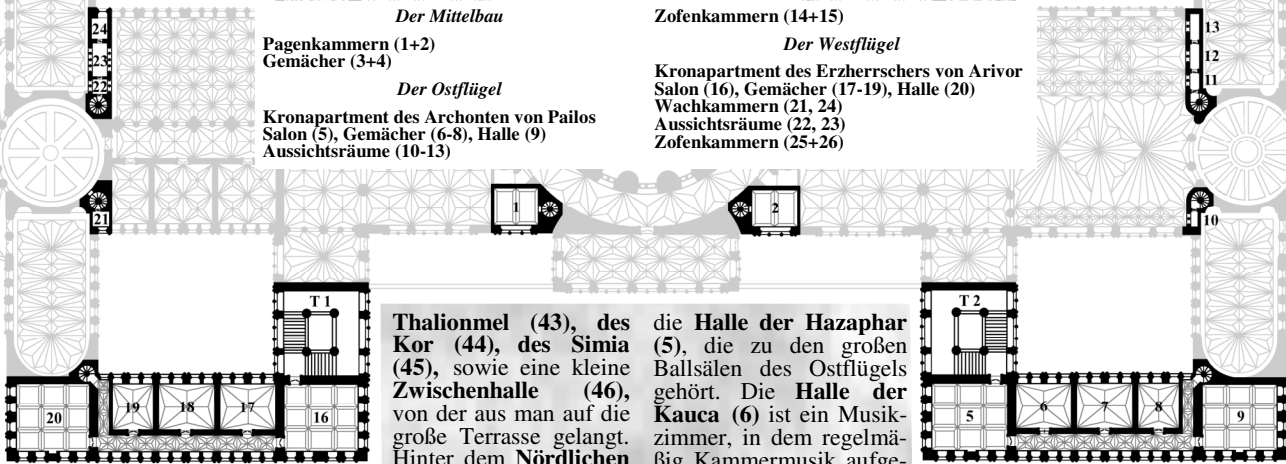 Der Mittelbau
Pagenkammern (1+2)
Gemächer (3+4)
Der Ostflügel
Kronapartment des Archonten von Pailos
Salon (5), Gemächer (6-8), Halle (9)
Aussichtsräume (10-13)
Zofenkammern (14+15)
Der Westflügel
Kronapartment des Erzherrschers von Arivor
Salon (16), Gemächer (17-19), Halle (20)
Wachkammern (21, 24)
Aussichtsräume (22, 23)
Zofenkammern (25+26)
24
23
22
21
13
12
11
10
1
2
T 1
T 2
20
19
18
17
16
5
6
7
8
9
Thalionmel (43), des
Kor (44), des Simia
(45), sowie eine kleine
Zwischenhalle (46),
von der aus man auf die
große Terrasse gelangt.
Hinter dem Nördlichen
die Halle der Hazaphar
(5), die zu den großen
Ballsälen des Ostflügels
gehört. Die Halle der
Kauca (6) ist ein Musik-
zimmer, in dem regelmä-
ßig Kammermusik aufge-